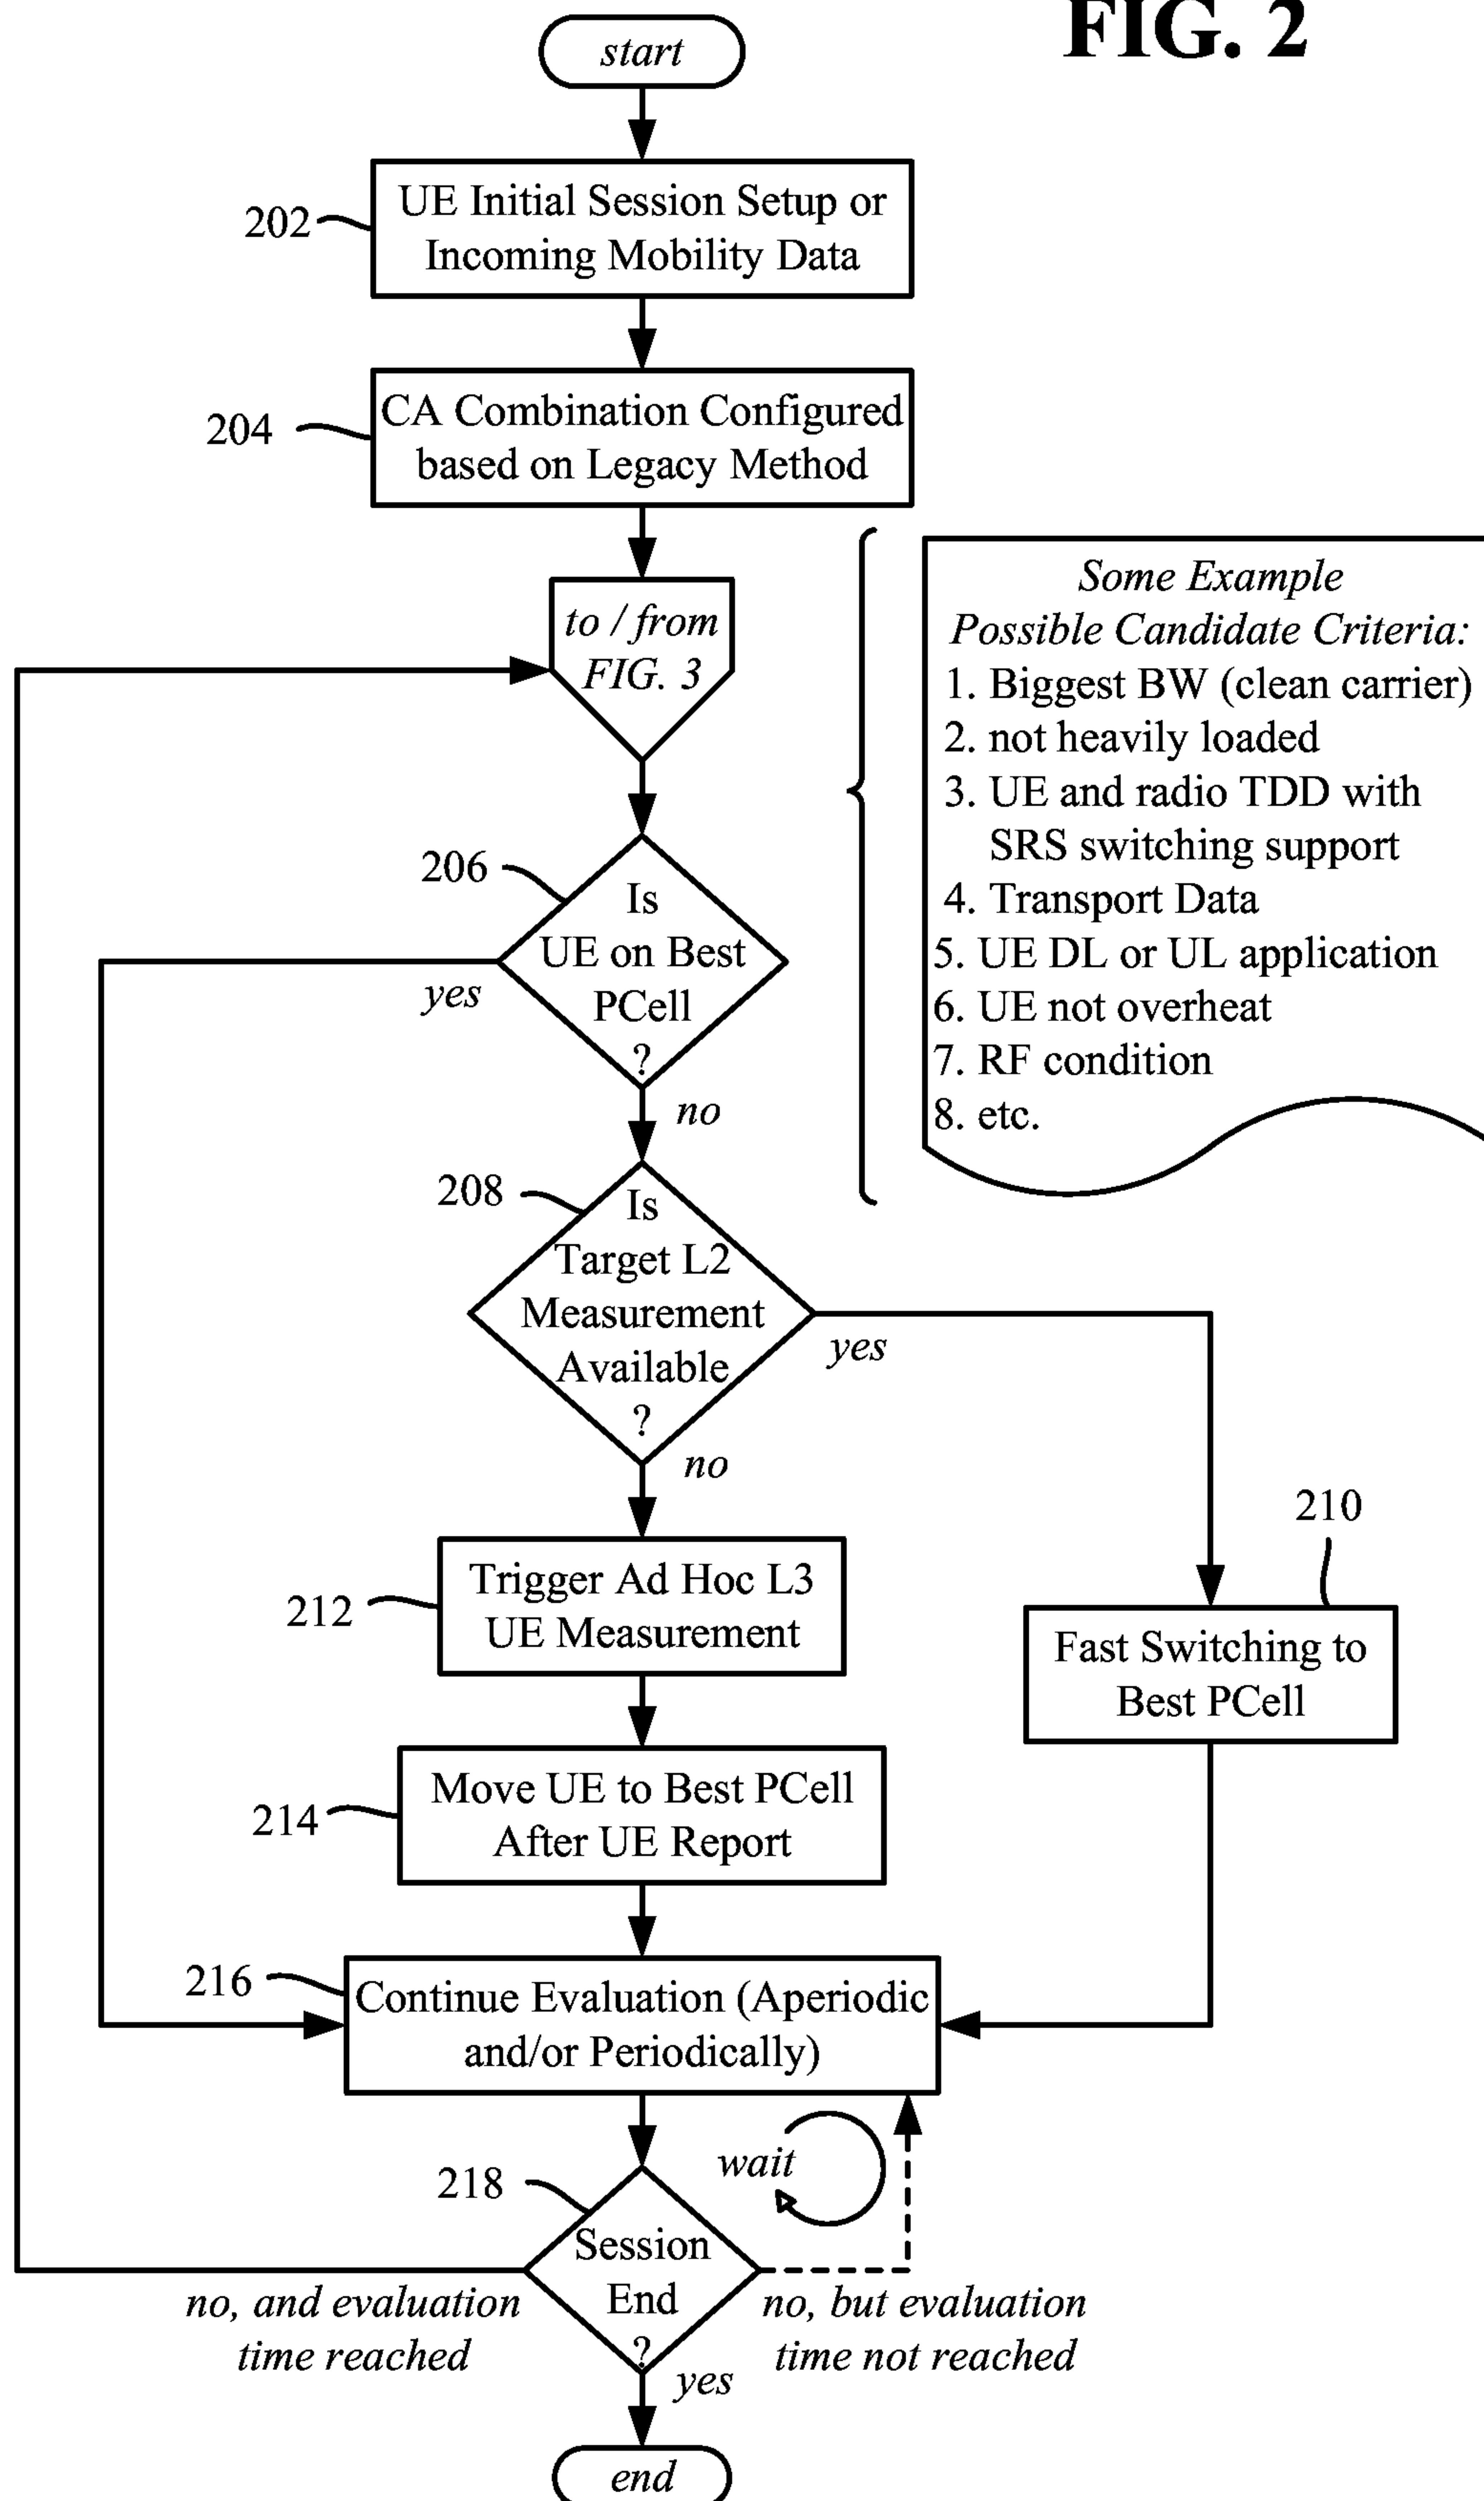 FIG. 2
start
202
UE Initial Session Setup or
Incoming Mobility Data
204
CA Combination Configured
based on Legacy Method
to / from
FIG. 3
Some Example
Possible Candidate Criteria:
1. Biggest BW (clean carrier)
2. not heavily loaded
3. UE and radio TDD with
SRS switching support
4. Transport Data
5. UE DL or UL application
6. UE not overheat
7. RF condition
8. etc.
206
Is
UE on Best
PCell
?
yes
no
208
Is
Target L2
Measurement
Available
?
yes
no
210
Fast Switching to
Best PCell
212
Trigger Ad Hoc L3
UE Measurement
214
Move UE to Best PCell
After UE Report
216
Continue Evaluation (Aperiodic
and/or Periodically)
wait
218
Session
End
?
no, and evaluation
time reached
no, but evaluation
time not reached
yes
end